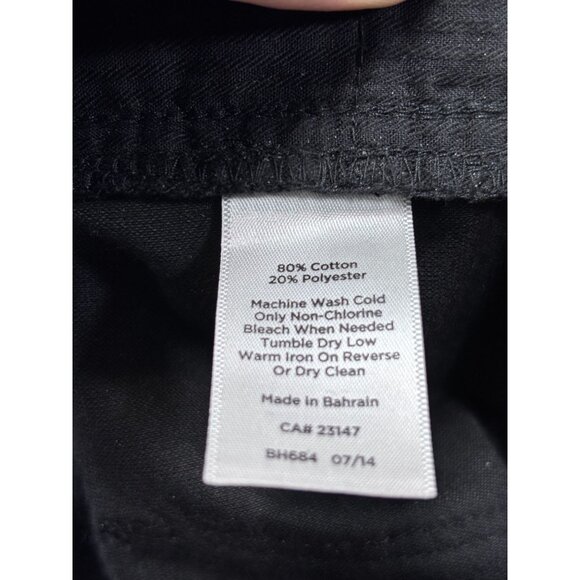 80% Cotton
20% Polyester
Machine Wash Cold
Only Non-Chlorine
Bleach When Needed
Tumble Dry Low
Warm Iron On Reverse
Or Dry Clean
Made in Bahrain
CA# 23147
BH684 07/14